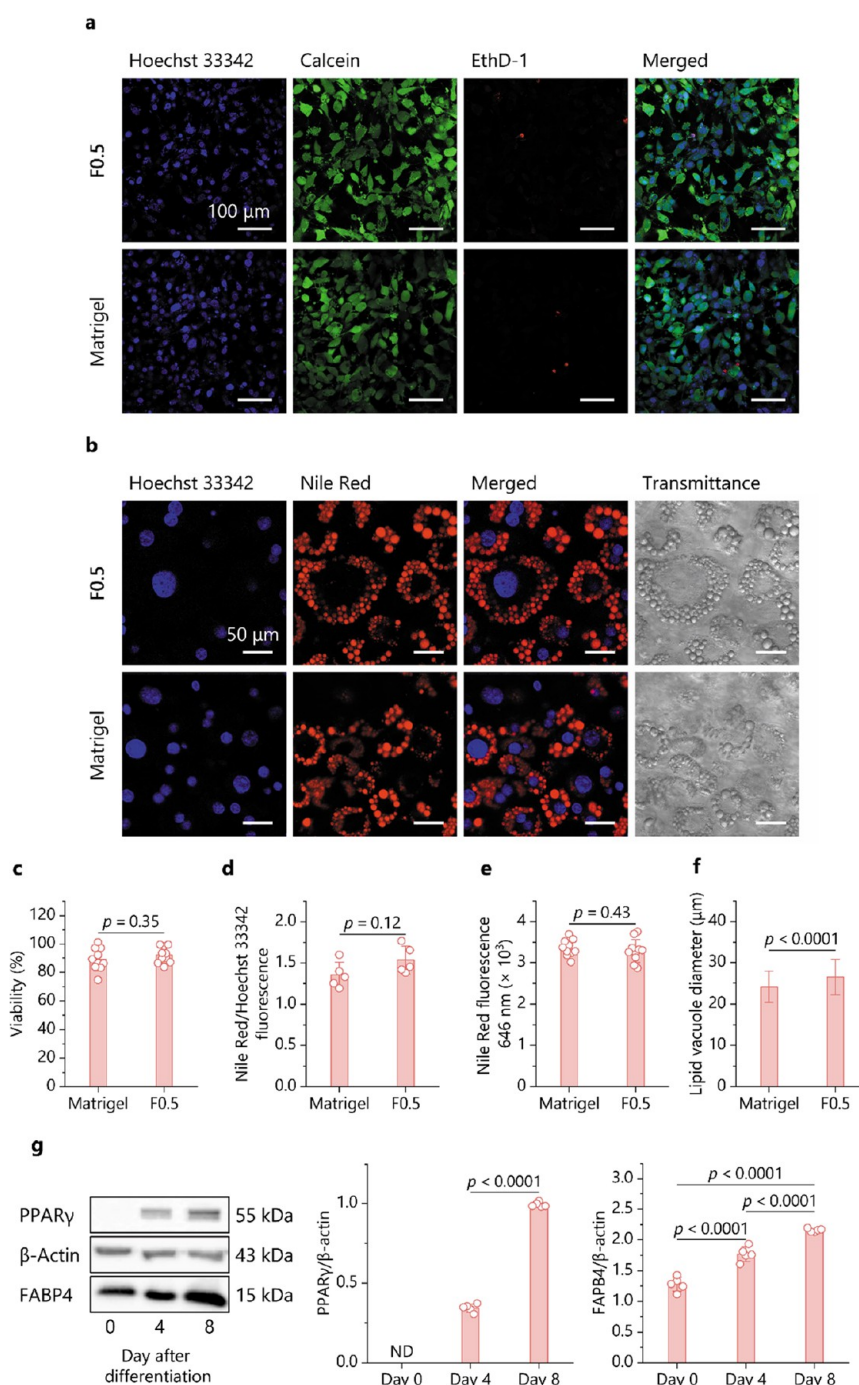 a
Hoechst 33342 Calcein EthD-1 Merged
F0.5
100 µm
Matrigel
b
Hoechst 33342 Nile Red Merged Transmittance
F0.5
50 µm
Matrigel
c
Viability (%)
120
100
80
60
40
20
0
p = 0.35
Matrigel F0.5
d
Nile Red/Hoechst 33342
fluorescence
2.0
1.5
1.0
0.5
0.0
p = 0.12
Matrigel F0.5
e
Nile Red fluorescence
646 nm (× 10³)
4
3
2
1
0
p = 0.43
Matrigel F0.5
f
Lipid vacuole diameter (µm)
40
30
20
10
0
p < 0.0001
Matrigel F0.5
g
PPARγ 55 kDa
β-Actin 43 kDa
FABP4 15 kDa
0 4 8
Day after
differentiation
PPARγ/β-actin
1.0
0.5
0.0
p < 0.0001
ND
Day 0 Day 4 Day 8
FAPB4/β-actin
3.0
2.5
2.0
1.5
1.0
0.5
0.0
p < 0.0001
p < 0.0001
p < 0.0001
Day 0 Day 4 Day 8